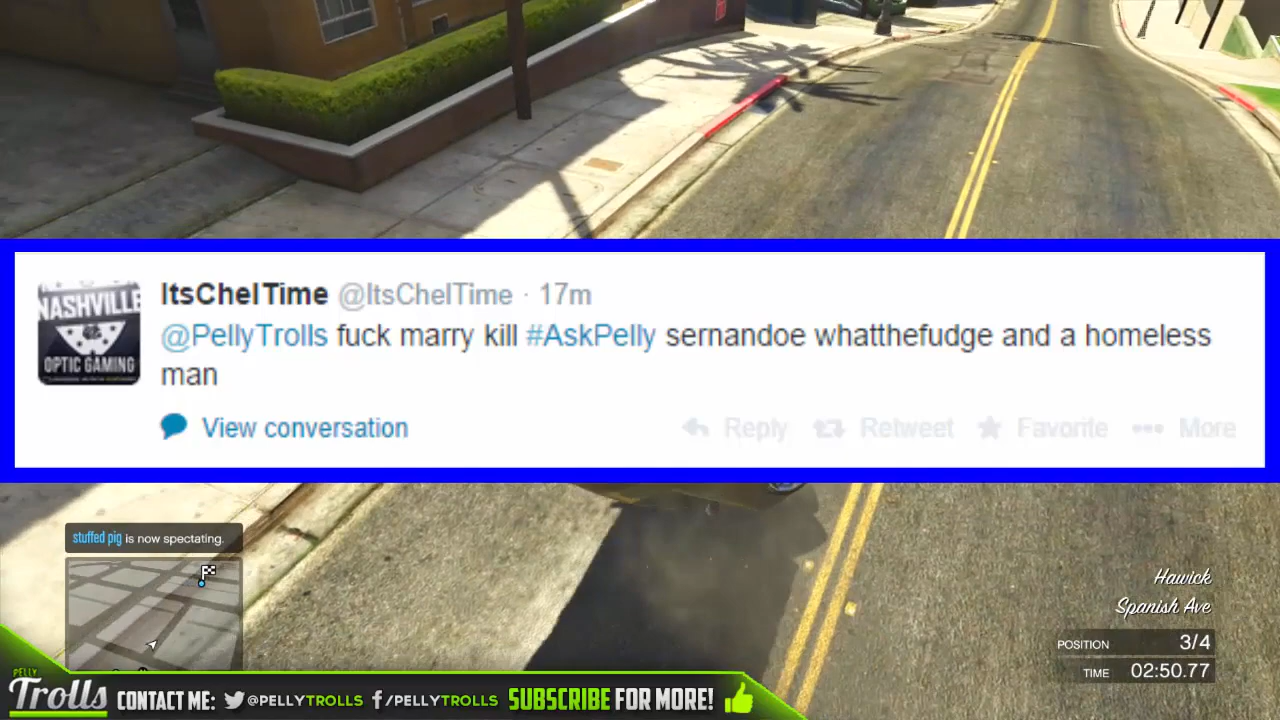 NASHVILLE
OPTIC GAMING
ItsChelTime @ItsChelTime · 17m
@PellyTrolls fuck marry kill #AskPelly sernandoe whatthefudge and a homeless
man
View conversation
Reply Retweet Favorite More
stuffed pig is now spectating.
Hawick
Spanish Ave
POSITION 3/4
TIME 02:50.77
PELLY
Trolls CONTACT ME: @PELLYTROLLS f/PELLYTROLLS SUBSCRIBE FOR MORE!